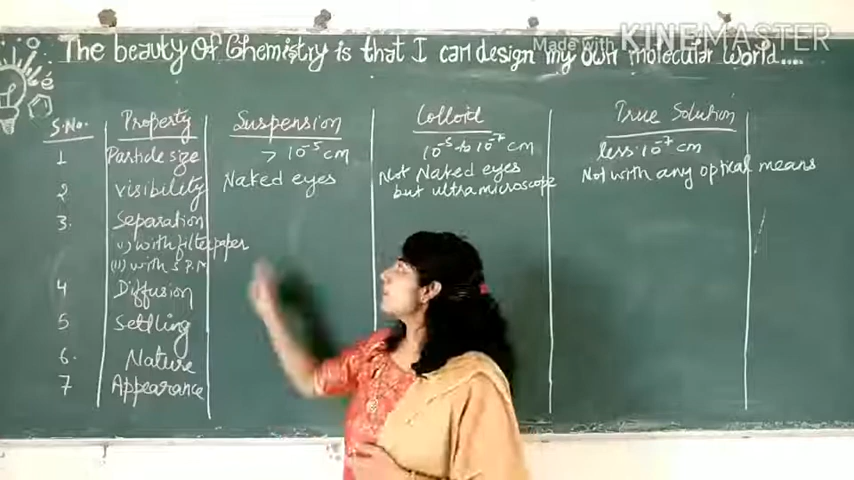 Made with KINEMASTER
The beauty Of Chemistry is that I can design my own molecular world....
é
S.No. Property Suspension Colloid True Solution
1 Particle size > 10⁻⁵ cm 10⁻⁵ to 10⁻⁷ cm less 10⁻⁷ cm
2 visibility Naked eyes Not Naked eyes Not with any optical means
but ultramicroscope
3. Separation
i) with filterpaper
(ii) with S.P.M
4 Diffusion
5 Settling
6. Nature
7 Appearance